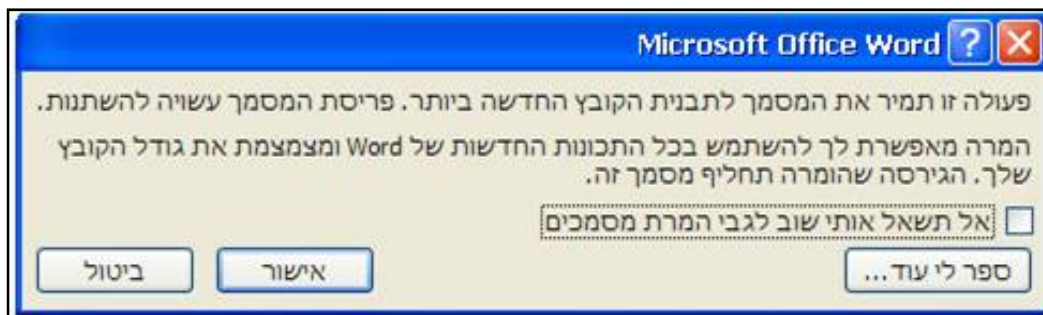 Microsoft Office Word
פעולה זו תמיר את המסמך לתבנית הקובץ החדשה ביותר. פריסת המסמך עשויה להשתנות.
המרה מאפשרת לך להשתמש בכל התכונות החדשות של Word ומצמצמת את גודל הקובץ
שלך. הגירסה שהומרה תחליף מסמך זה.
אל תשאל אותי שוב לגבי המרת מסמכים
ספר לי עוד... אישור ביטול